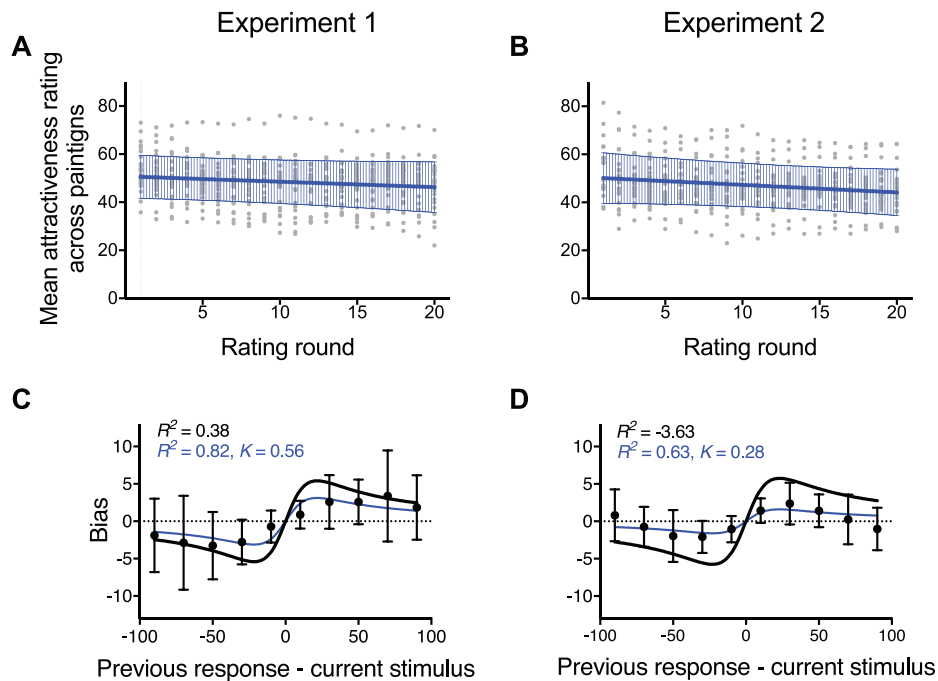 Experiment 1
Experiment 2
A
B
Mean attractiveness rating
across paintigns
80
60
40
20
0
5
10
15
20
Rating round
80
60
40
20
0
5
10
15
20
Rating round
C
D
R² = 0.38
R² = 0.82, K = 0.56
Bias
10
5
0
-5
-10
-100
-50
0
50
100
Previous response - current stimulus
R² = -3.63
R² = 0.63, K = 0.28
10
5
0
-5
-10
-100
-50
0
50
100
Previous response - current stimulus